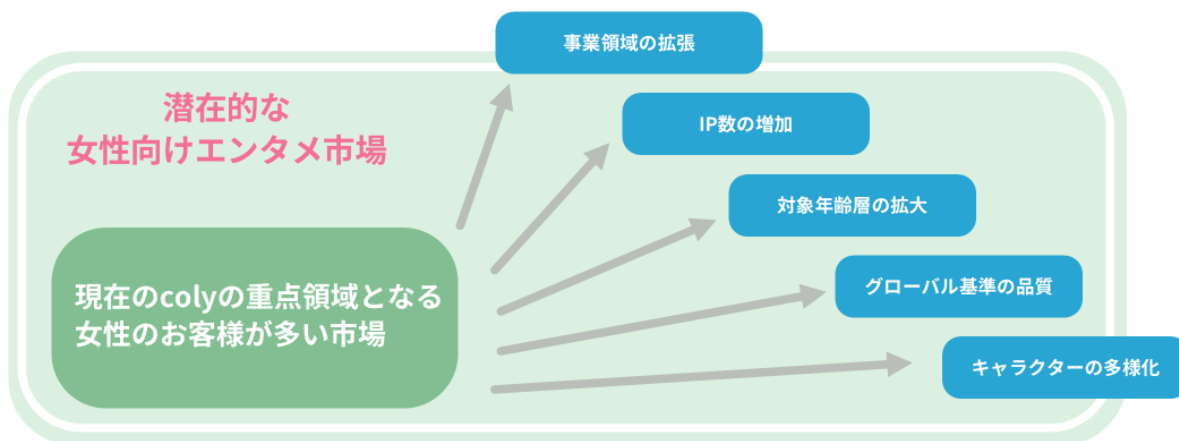 事業領域の拡張
潜在的な
女性向けエンタメ市場
IP数の増加
対象年齢層の拡大
現在のcolyの重点領域となる
女性のお客様が多い市場
グローバル基準の品質
キャラクターの多様化